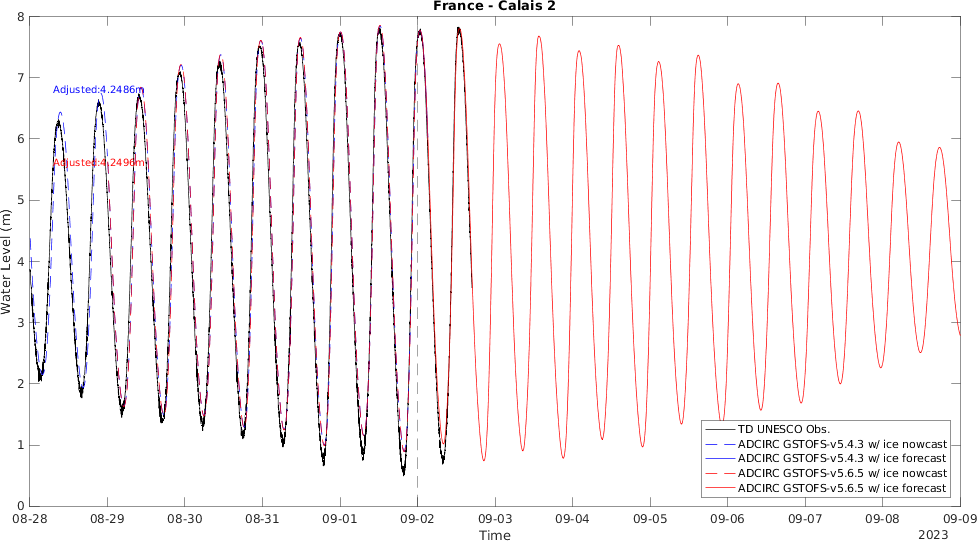 France - Calais 2
8
7
6
5
4
3
2
1
0
Water Level (m)
Adjusted:4.2486m
Adjusted:4.2496m
TD UNESCO Obs.
ADCIRC GSTOFS-v5.4.3 w/ ice nowcast
ADCIRC GSTOFS-v5.4.3 w/ ice forecast
ADCIRC GSTOFS-v5.6.5 w/ ice nowcast
ADCIRC GSTOFS-v5.6.5 w/ ice forecast
08-28 08-29 08-30 08-31 09-01 09-02 09-03 09-04 09-05 09-06 09-07 09-08 09-09
Time
2023